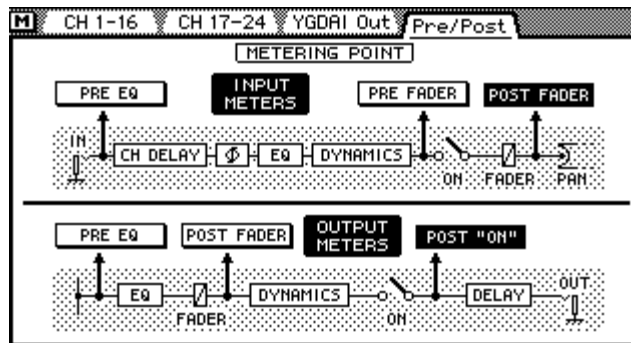 M CH 1-16 CH 17-24 YGDAI Out Pre/Post
METERING POINT
PRE EQ INPUT METERS PRE FADER POST FADER
IN CH DELAY Φ EQ DYNAMICS ON FADER PAN
PRE EQ POST FADER OUTPUT METERS POST "ON"
EQ FADER DYNAMICS ON DELAY OUT